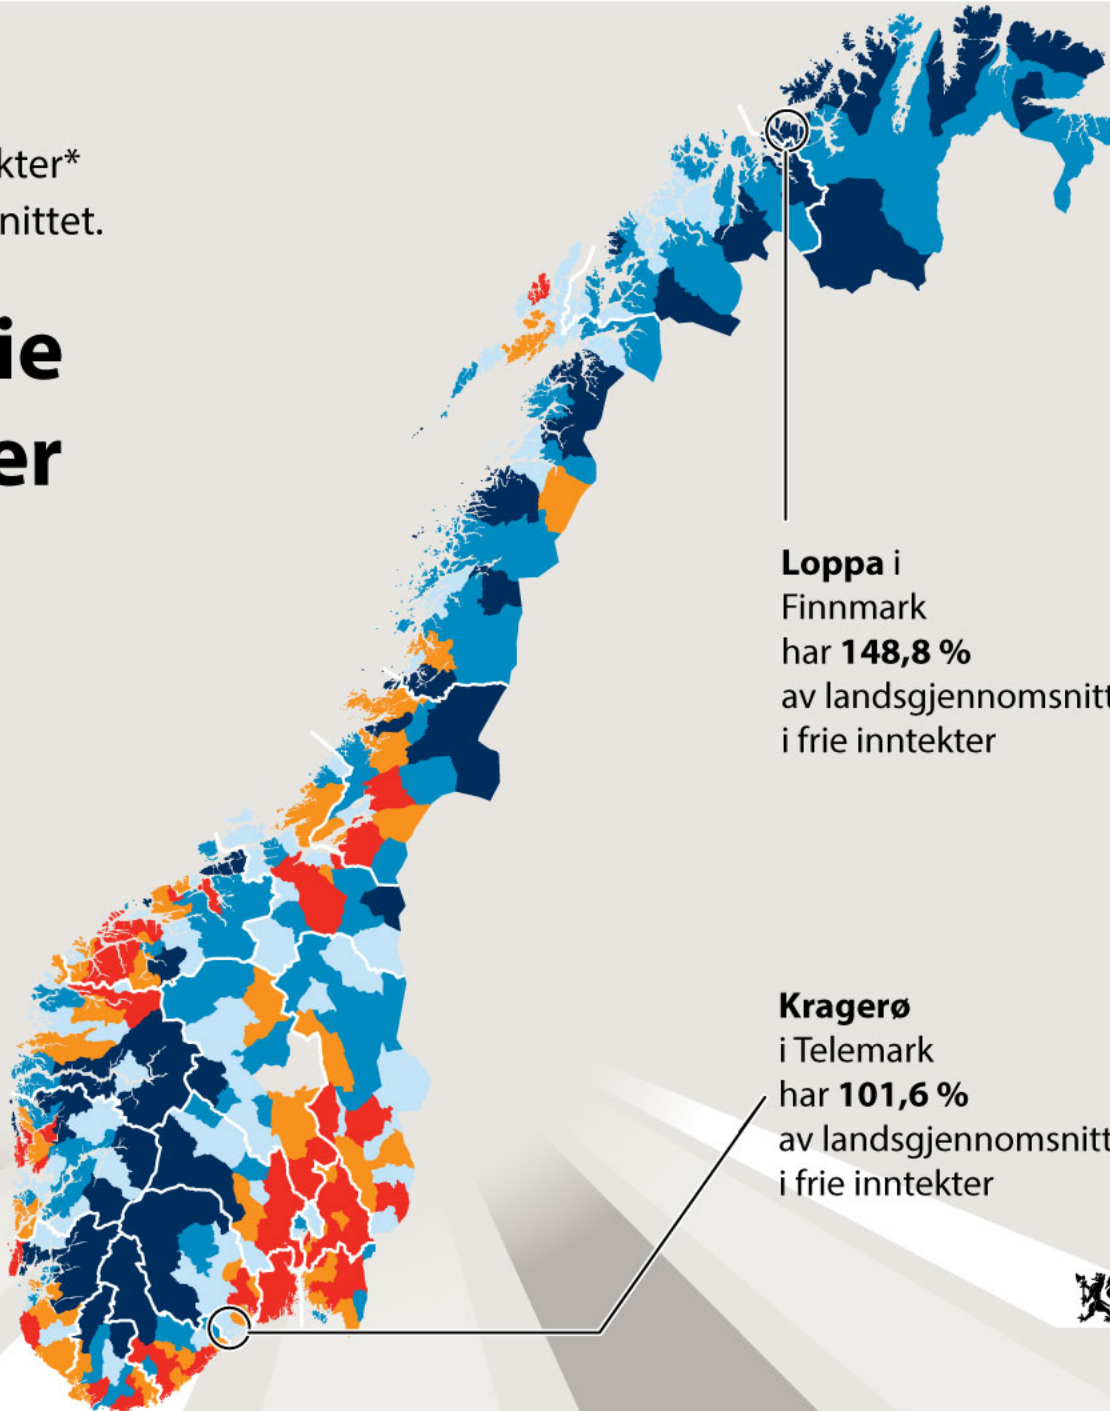 kter*
nittet.
ie
er
Loppa i
Finnmark
har 148,8 %
av landsgjennomsnitt
i frie inntekter
Kragerø
i Telemark
har 101,6 %
av landsgjennomsnitt
i frie inntekter